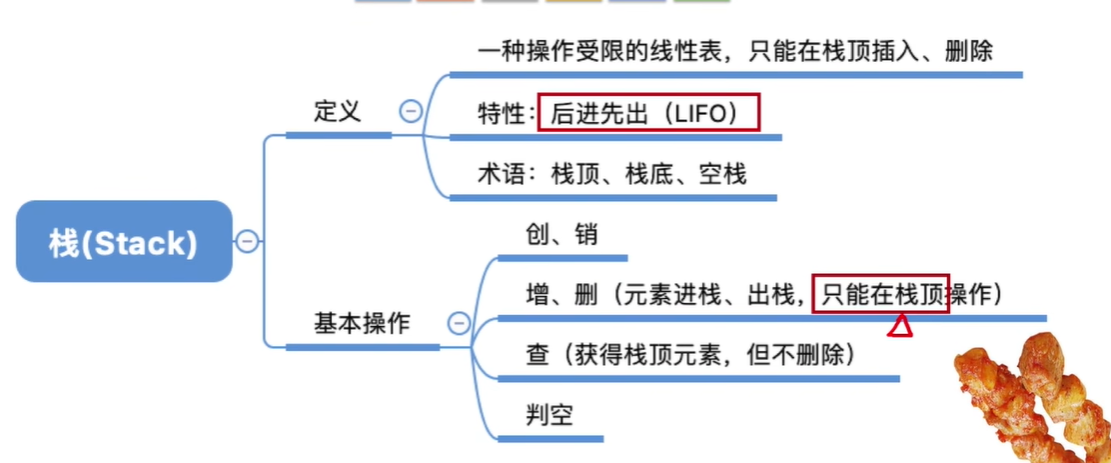 一种操作受限的线性表，只能在栈顶插入、删除
定义
特性：后进先出（LIFO）
术语：栈顶、栈底、空栈
栈(Stack)
创、销
增、删（元素进栈、出栈，只能在栈顶操作）
基本操作
查（获得栈顶元素，但不删除）
判空